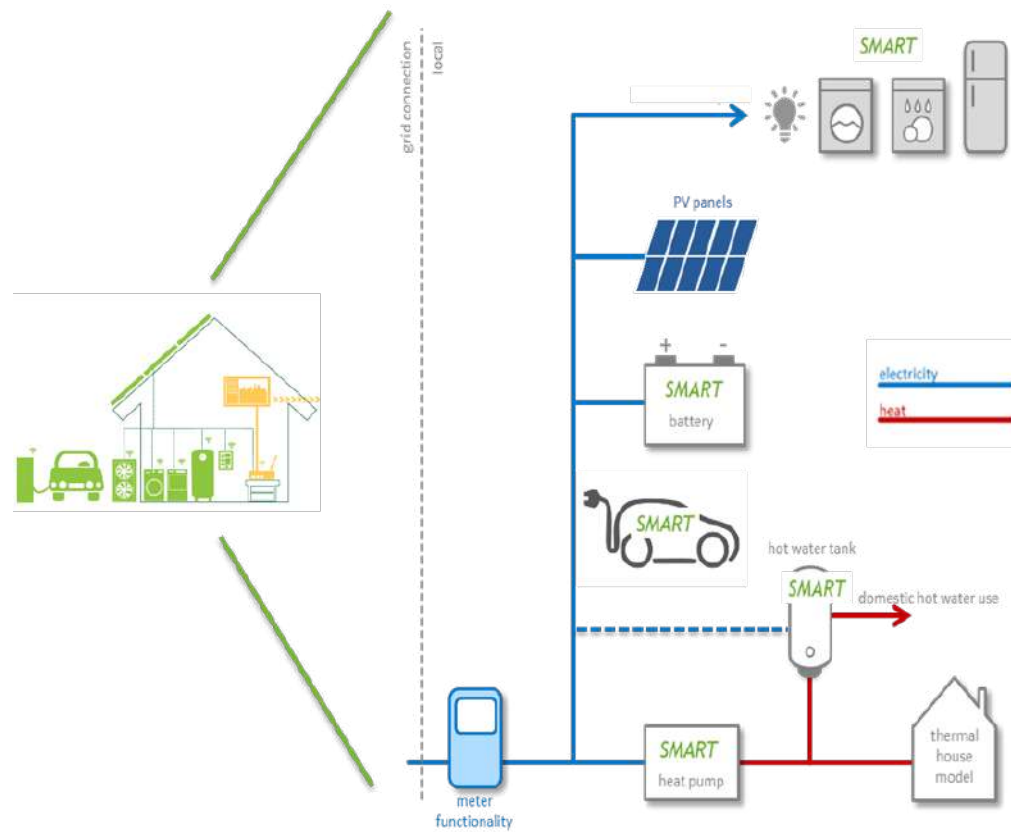 grid connection
local
SMART
PV panels
+ -
SMART
battery
electricity
heat
SMART
hot water tank
SMART
domestic hot water use
SMART
heat pump
thermal
house
model
meter
functionality